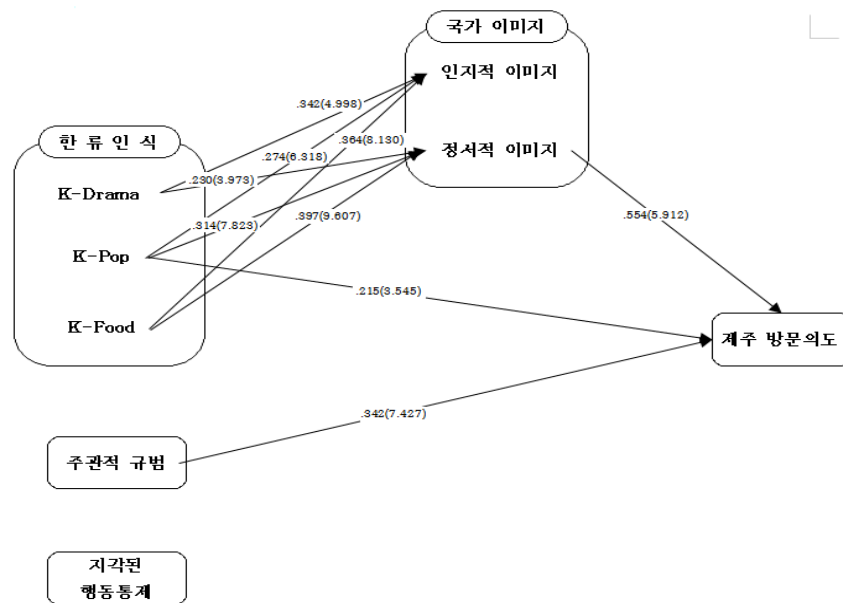 국가 이미지
인지적 이미지
.342(4.998)
한 류 인 식
.364(8.130)
정서적 이미지
.274(6.318)
.230(3.973)
K-Drama
.314(7.823)
.397(9.607)
.554(5.912)
K-Pop
.215(3.545)
K-Food
제주 방문의도
.342(7.427)
주관적 규범
지각된
행동통제